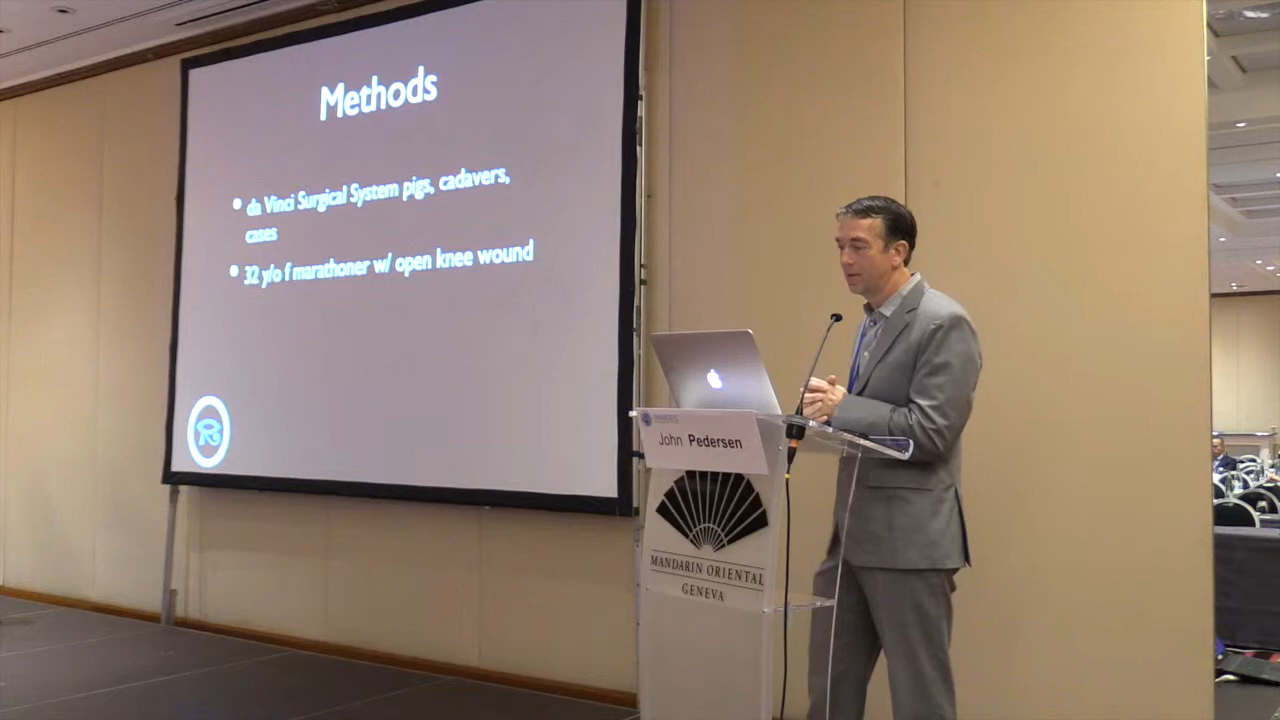 Methods
da Vinci Surgical System pigs, cadavers,
cases
32 y/o f marathoner w/ open knee wound
R
John Pedersen
MANDARIN ORIENTAL
GENEVA